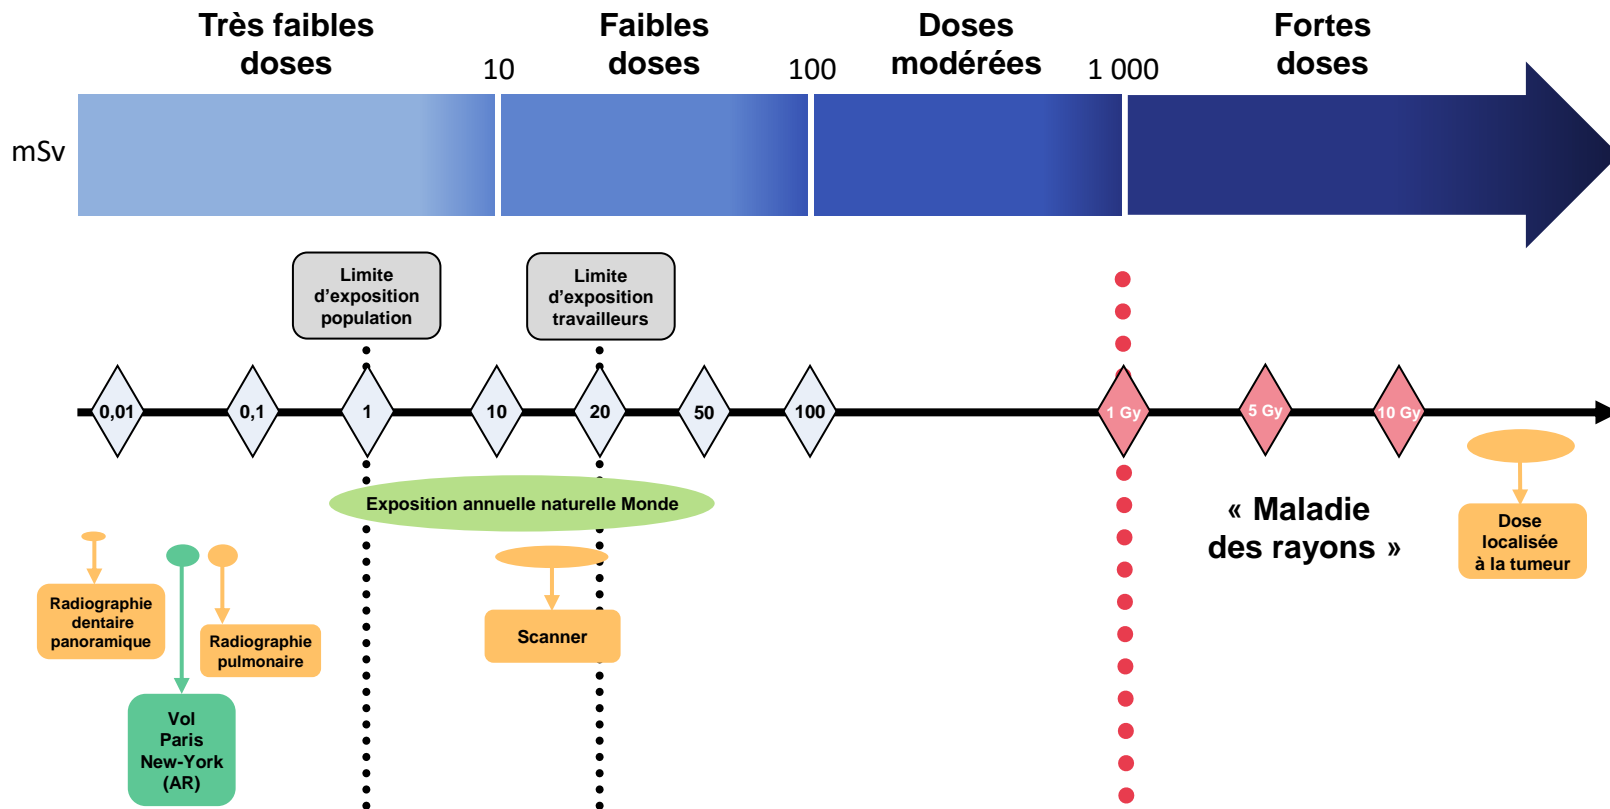 Très faibles
doses
10
Faibles
doses
100
Doses
modérées
1 000
Fortes
doses
mSv
Limite
d’exposition
population
Limite
d’exposition
travailleurs
0,01
0,1
1
10
20
50
100
1 Gy
5 Gy
10 Gy
Exposition annuelle naturelle Monde
« Maladie
des rayons »
Dose
localisée
à la tumeur
Radiographie
dentaire
panoramique
Radiographie
pulmonaire
Scanner
Vol
Paris
New-York
(AR)